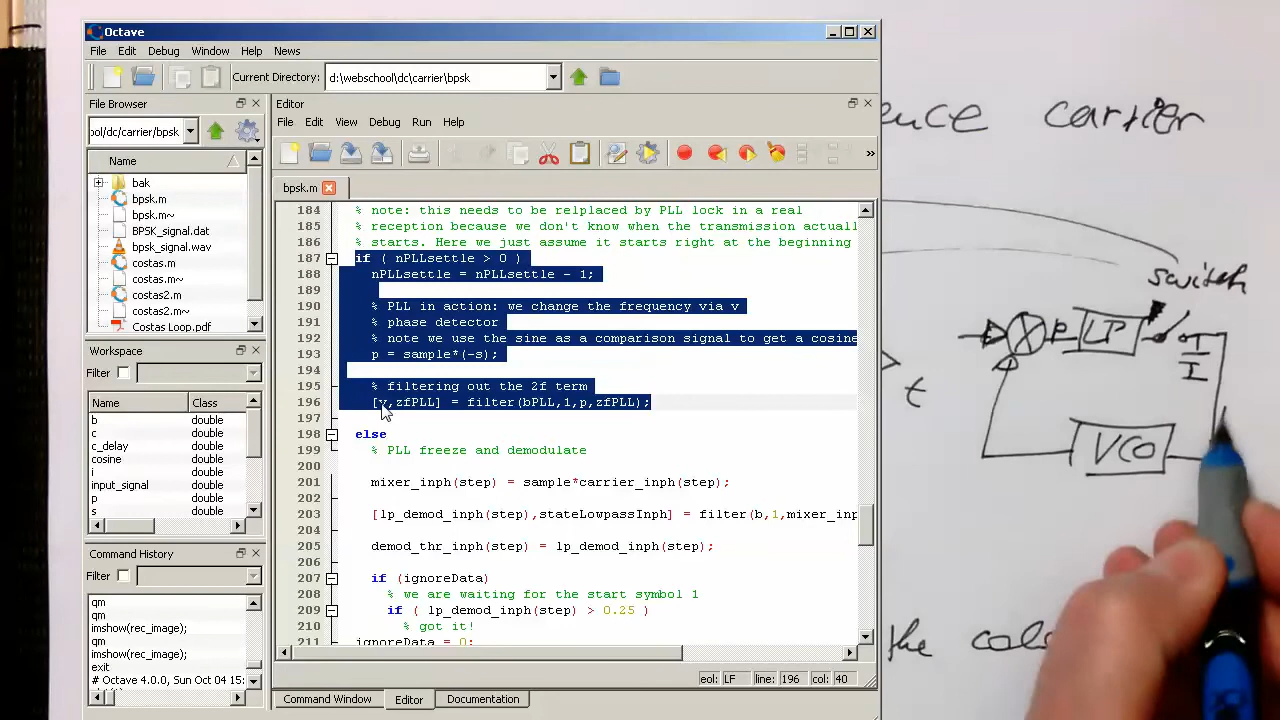 Octave
File Edit Debug Window Help News
Current Directory: d:\webschool\dc\carrier\bpsk
File Browser
ool/dc/carrier/bpsk
Name
bak
bpsk.m
bpsk.m~
BPSK_signal.dat
bpsk_signal.wav
costas.m
costas.m~
costas2.m
costas2.m~
Costas Loop.pdf
Workspace
Filter
Name Class
b double
c double
c_delay double
cosine double
i double
input_signal double
p double
s double
Command History
Filter
qm
qm
imshow(rec_image);
qm
imshow(rec_image);
exit
# Octave 4.0.0, Sun Oct 04 15:
Editor
File Edit View Debug Run Help
»
bpsk.m
184 % note: this needs to be relplaced by PLL lock in a real
185 % reception because we don't know when the transmission actuall
186 % starts. Here we just assume it starts right at the beginning
187 if ( nPLLsettle > 0 )
188 nPLLsettle = nPLLsettle - 1;
189
190 % PLL in action: we change the frequency via v
191 % phase detector
192 % note we use the sine as a comparison signal to get a cosine
193 p = sample*(-s);
194
195 % filtering out the 2f term
196 [v,zfPLL] = filter(bPLL,1,p,zfPLL);
197
198 else
199 % PLL freeze and demodulate
200
201 mixer_inph(step) = sample*carrier_inph(step);
202
203 [lp_demod_inph(step),stateLowpassInph] = filter(b,1,mixer_inp
204
205 demod_thr_inph(step) = lp_demod_inph(step);
206
207 if (ignoreData)
208 % we are waiting for the start symbol 1
209 if ( lp_demod_inph(step) > 0.25 )
210 % got it!
211 ignoreData = 0;
eol: LF line: 196 col: 40
Command Window Editor Documentation
ence carrier
switch
P LP
t
VCO
the